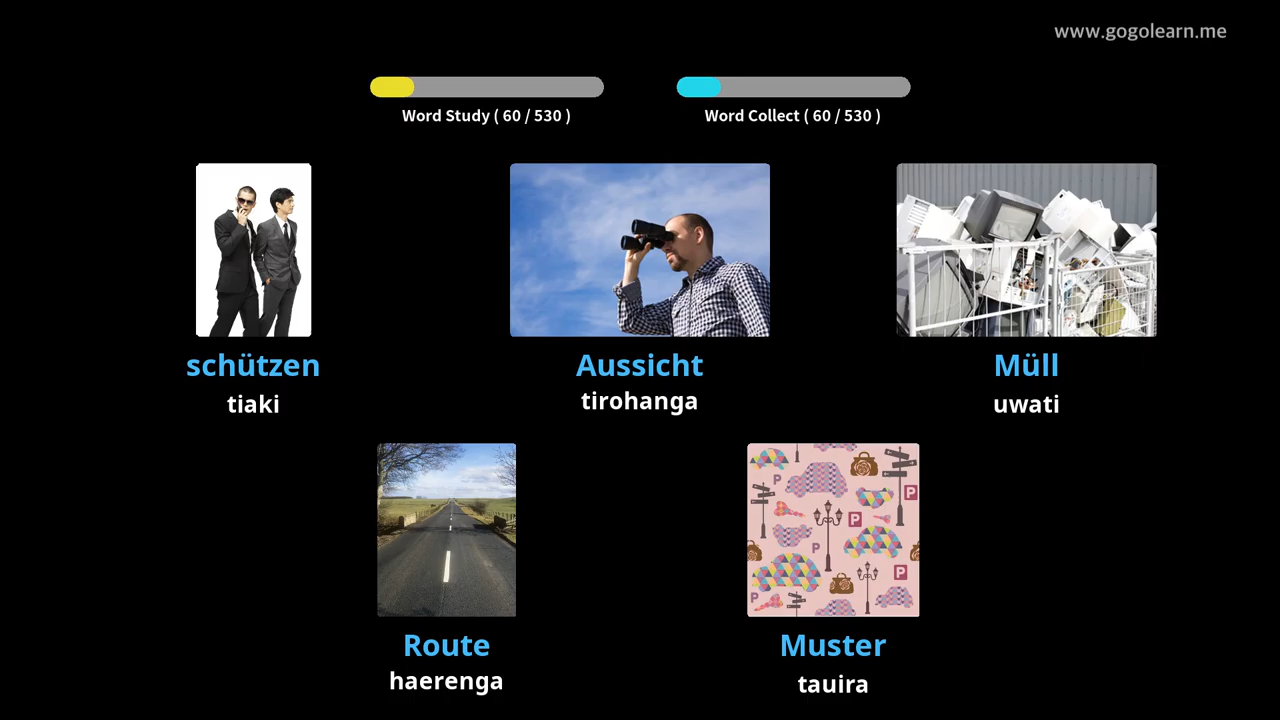 www.gogolearn.me
Word Study ( 60 / 530 )
Word Collect ( 60 / 530 )
schützen
tiaki
Aussicht
tirohanga
Müll
uwati
Route
haerenga
Muster
tauira
P
P
P
P
P
P